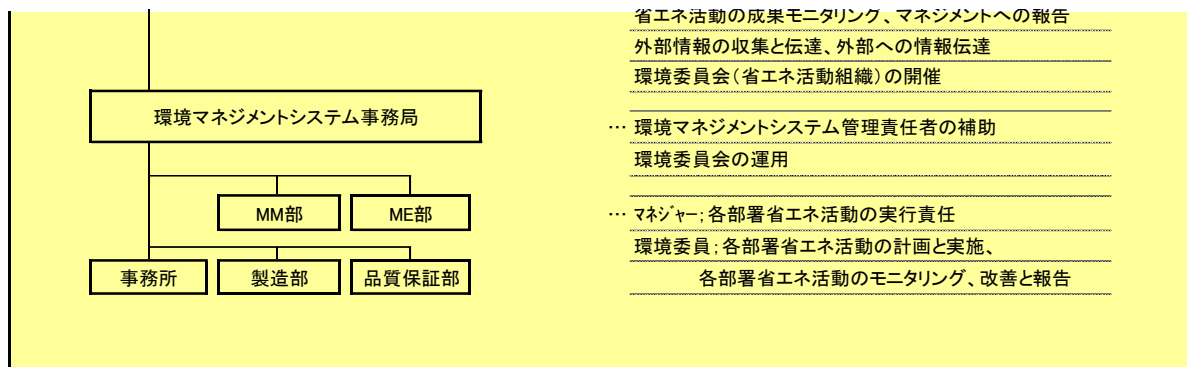 省エネ活動の成果モニタリング、マネジメントへの報告
外部情報の収集と伝達、外部への情報伝達
環境委員会(省エネ活動組織)の開催
環境マネジメントシステム事務局
… 環境マネジメントシステム管理責任者の補助
環境委員会の運用
MM部
ME部
… マネジャー;各部署省エネ活動の実行責任
環境委員;各部署省エネ活動の計画と実施、
事務所
製造部
品質保証部
各部署省エネ活動のモニタリング、改善と報告